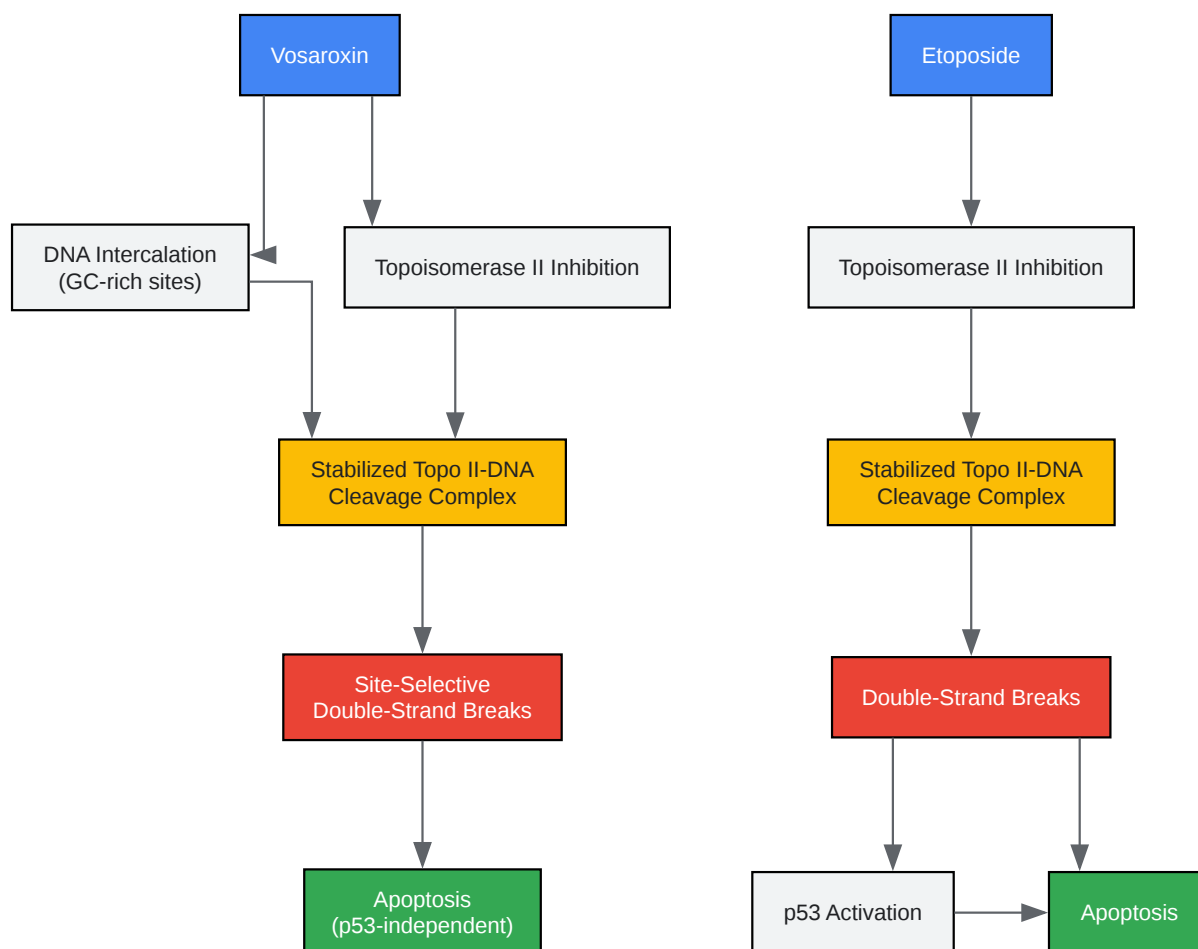 Vosaroxin
Etoposide
DNA Intercalation
(GC-rich sites)
Topoisomerase II Inhibition
Topoisomerase II Inhibition
Stabilized Topo II-DNA
Cleavage Complex
Stabilized Topo II-DNA
Cleavage Complex
Site-Selective
Double-Strand Breaks
Double-Strand Breaks
Apoptosis
(p53-independent)
p53 Activation
Apoptosis